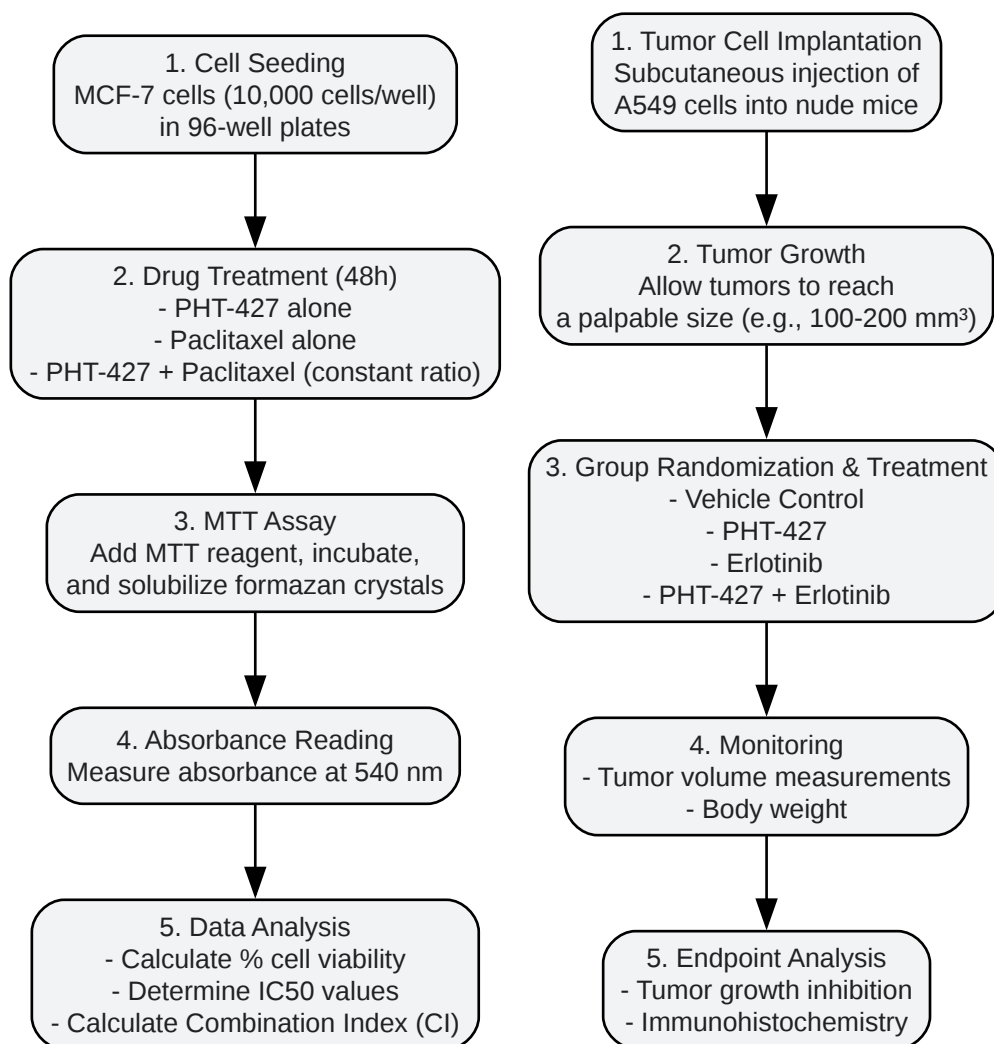 1. Cell Seeding
MCF-7 cells (10,000 cells/well)
in 96-well plates
2. Drug Treatment (48h)
- PHT-427 alone
- Paclitaxel alone
- PHT-427 + Paclitaxel (constant ratio)
3. MTT Assay
Add MTT reagent, incubate,
and solubilize formazan crystals
4. Absorbance Reading
Measure absorbance at 540 nm
5. Data Analysis
- Calculate % cell viability
- Determine IC50 values
- Calculate Combination Index (CI)
1. Tumor Cell Implantation
Subcutaneous injection of
A549 cells into nude mice
2. Tumor Growth
Allow tumors to reach
a palpable size (e.g., 100-200 mm³)
3. Group Randomization & Treatment
- Vehicle Control
- PHT-427
- Erlotinib
- PHT-427 + Erlotinib
4. Monitoring
- Tumor volume measurements
- Body weight
5. Endpoint Analysis
- Tumor growth inhibition
- Immunohistochemistry